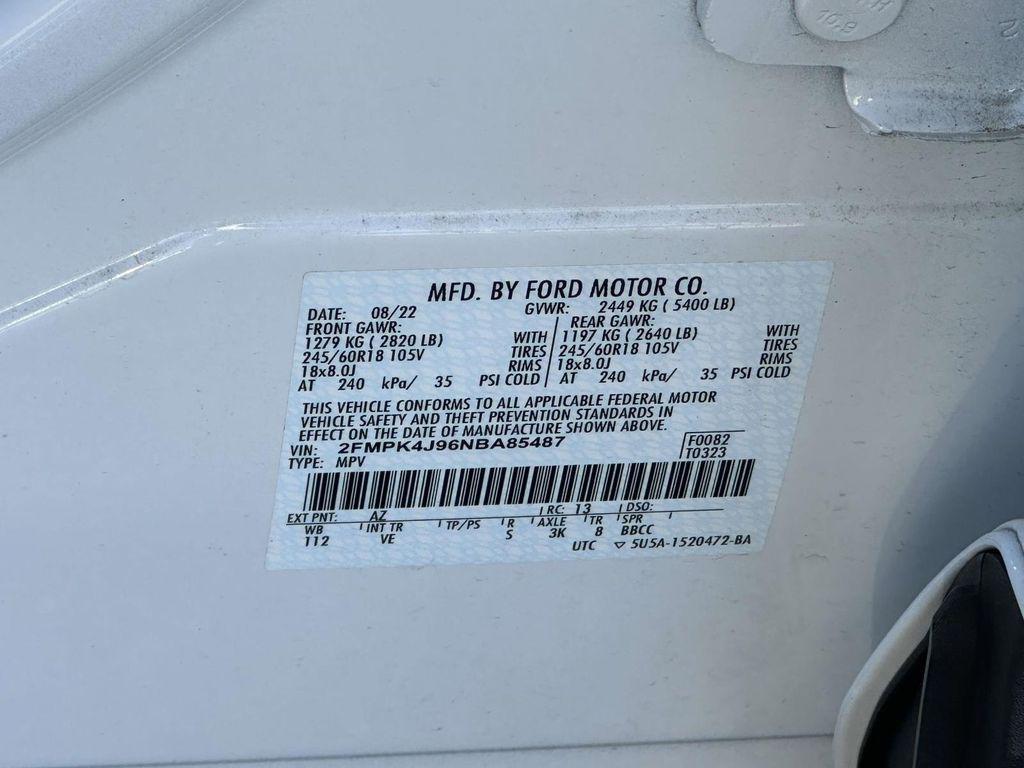 10.9
MFD. BY FORD MOTOR CO.
DATE: 08/22 GVWR: 2449 KG ( 5400 LB)
FRONT GAWR: REAR GAWR:
1279 KG ( 2820 LB) WITH 1197 KG ( 2640 LB) WITH
245/60R18 105V TIRES 245/60R18 105V TIRES
18x8.0J RIMS 18x8.0J RIMS
AT 240 kPa/ 35 PSI COLD AT 240 kPa/ 35 PSI COLD
THIS VEHICLE CONFORMS TO ALL APPLICABLE FEDERAL MOTOR
VEHICLE SAFETY AND THEFT PREVENTION STANDARDS IN
EFFECT ON THE DATE OF MANUFACTURE SHOWN ABOVE.
VIN: 2FMPK4J96NBA85487 F0082
TYPE: MPV T0323
EXT PNT: AZ RC: 13 DSO:
WB INT TR TP/PS R AXLE TR SPR
112 VE S 3K 8 BBCC
UTC ▽ 5U5A-1520472-BA